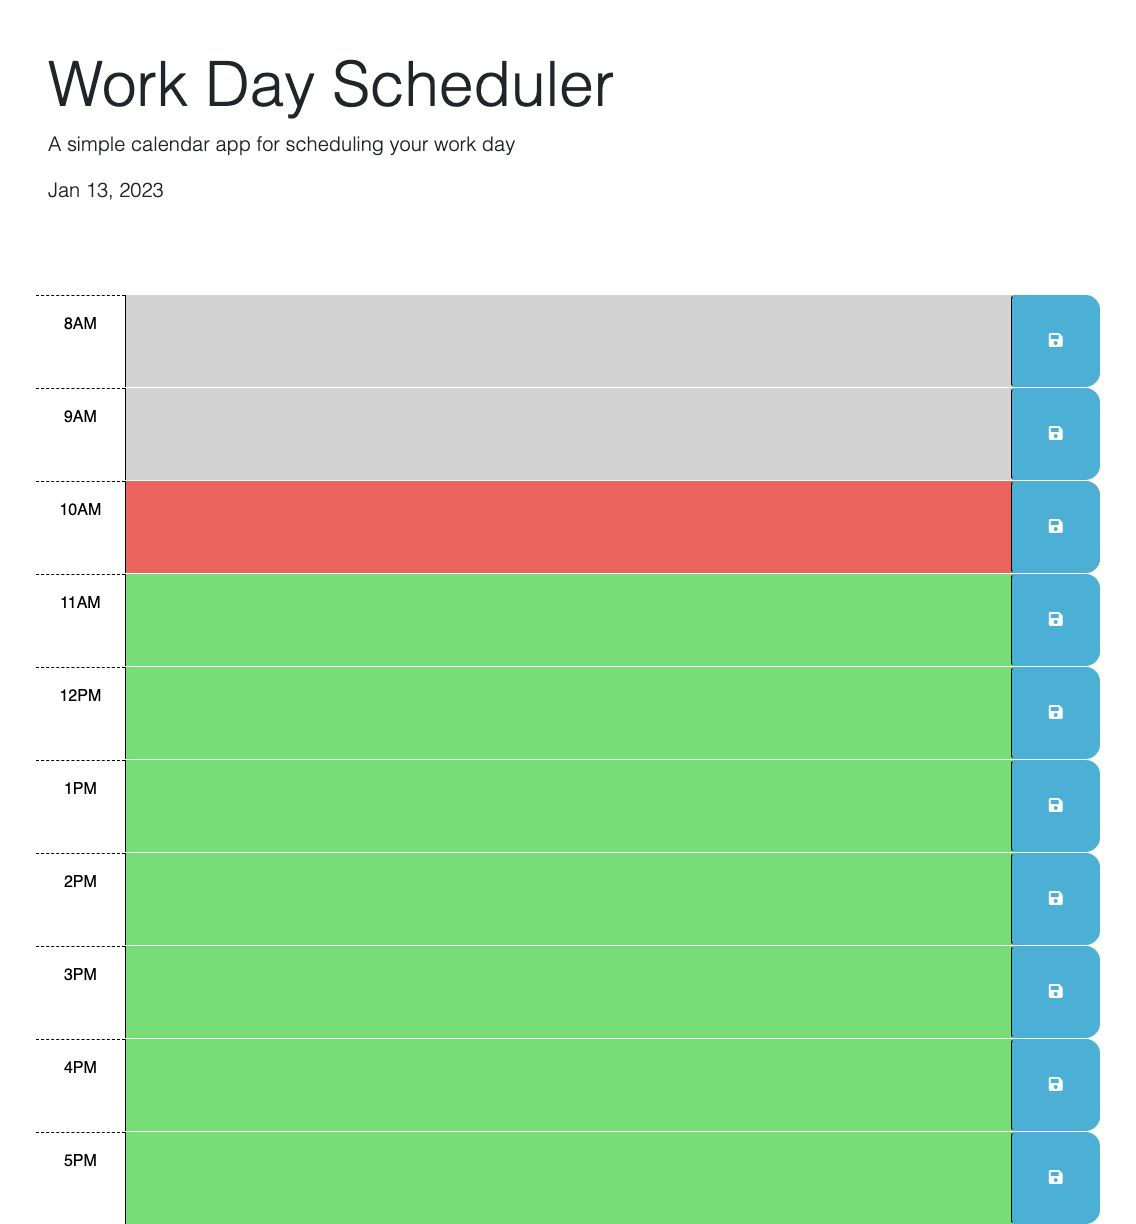 Work Day Scheduler
A simple calendar app for scheduling your work day
Jan 13, 2023
8AM
9AM
10AM
11AM
12PM
1PM
2PM
3PM
4PM
5PM